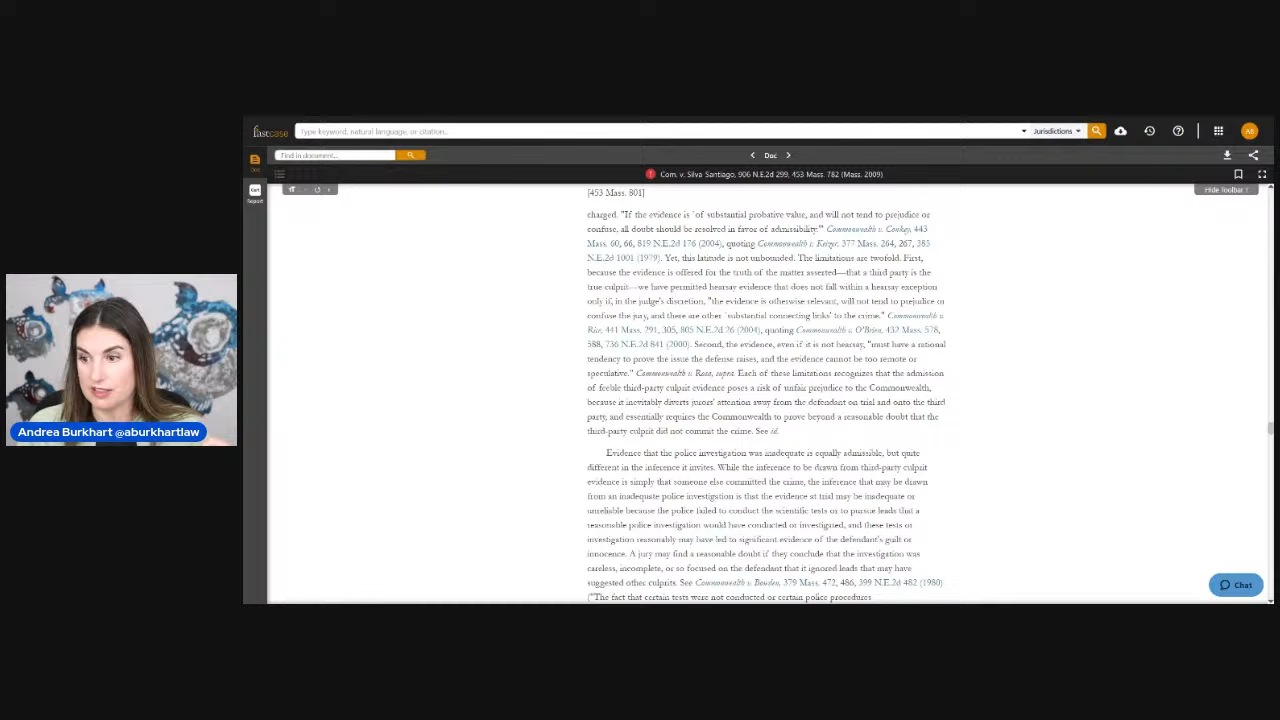 fastcase
Type keyword, natural language, or citation...
Jurisdictions
AB
Find in document...
Doc
Doc
Com. v. Silva Santiago, 906 N.E.2d 299, 453 Mass. 782 (Mass. 2009)
Cert
Report
Hide Toolbar
[453 Mass. 801]
charged. "If the evidence is `of substantial probative value, and will not tend to prejudice or
confuse, all doubt should be resolved in favor of admissibility.'" Commonwealth v. Conkey, 443
Mass. 60, 66, 819 N.E.2d 176 (2004), quoting Commonwealth v. Keizer, 377 Mass. 264, 267, 385
N.E.2d 1001 (1979). Yet, this latitude is not unbounded. The limitations are twofold. First,
because the evidence is offered for the truth of the matter asserted—that a third party is the
true culprit—we have permitted hearsay evidence that does not fall within a hearsay exception
only if, in the judge's discretion, "the evidence is otherwise relevant, will not tend to prejudice or
confuse the jury, and there are other `substantial connecting links' to the crime." Commonwealth v.
Rice, 441 Mass. 291, 305, 805 N.E.2d 26 (2004), quoting Commonwealth v. O'Brien, 432 Mass. 578,
588, 736 N.E.2d 841 (2000). Second, the evidence, even if it is not hearsay, "must have a rational
tendency to prove the issue the defense raises, and the evidence cannot be too remote or
speculative." Commonwealth v. Rosa, supra. Each of these limitations recognizes that the admission
of feeble third-party culprit evidence poses a risk of unfair prejudice to the Commonwealth,
because it inevitably diverts jurors' attention away from the defendant on trial and onto the third
party, and essentially requires the Commonwealth to prove beyond a reasonable doubt that the
third-party culprit did not commit the crime. See id.
Evidence that the police investigation was inadequate is equally admissible, but quite
different in the inference it invites. While the inference to be drawn from third-party culprit
evidence is simply that someone else committed the crime, the inference that may be drawn
from an inadequate police investigation is that the evidence at trial may be inadequate or
unreliable because the police failed to conduct the scientific tests or to pursue leads that a
reasonable police investigation would have conducted or investigated, and these tests or
investigation reasonably may have led to significant evidence of the defendant's guilt or
innocence. A jury may find a reasonable doubt if they conclude that the investigation was
careless, incomplete, or so focused on the defendant that it ignored leads that may have
suggested other culprits. See Commonwealth v. Bowden, 379 Mass. 472, 486, 399 N.E.2d 482 (1980)
("The fact that certain tests were not conducted or certain police procedures
Andrea Burkhart @aburkhartlaw
Chat